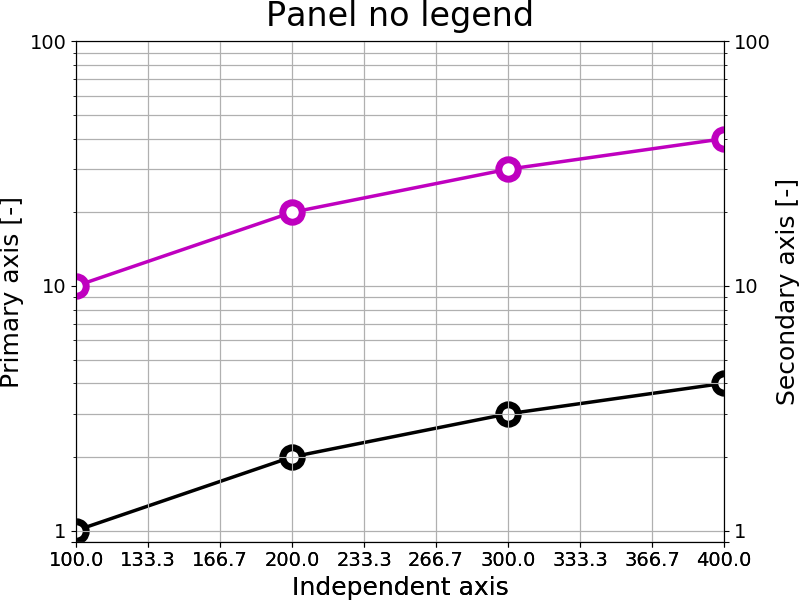 Panel no legend
100
10
1
Primary axis [-]
100
10
1
Secondary axis [-]
100.0 133.3 166.7 200.0 233.3 266.7 300.0 333.3 366.7 400.0
Independent axis